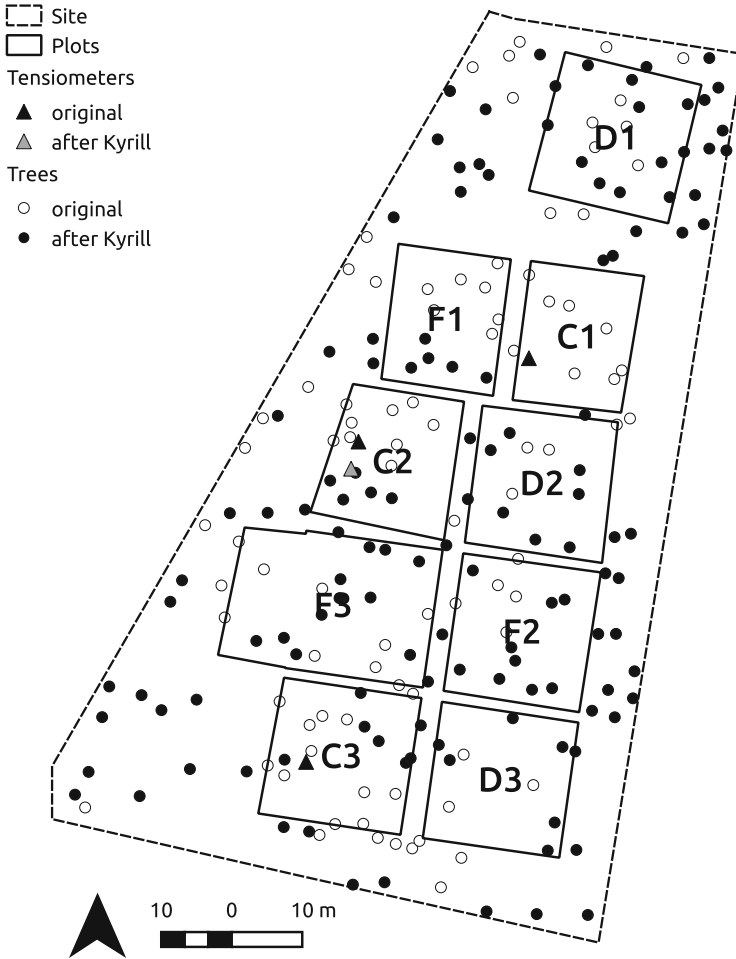 Site
Plots
Tensiometers
original
after Kyrill
Trees
original
after Kyrill
D1
F1
C1
C2
D2
F3
F2
C3
D3
10 0 10 m